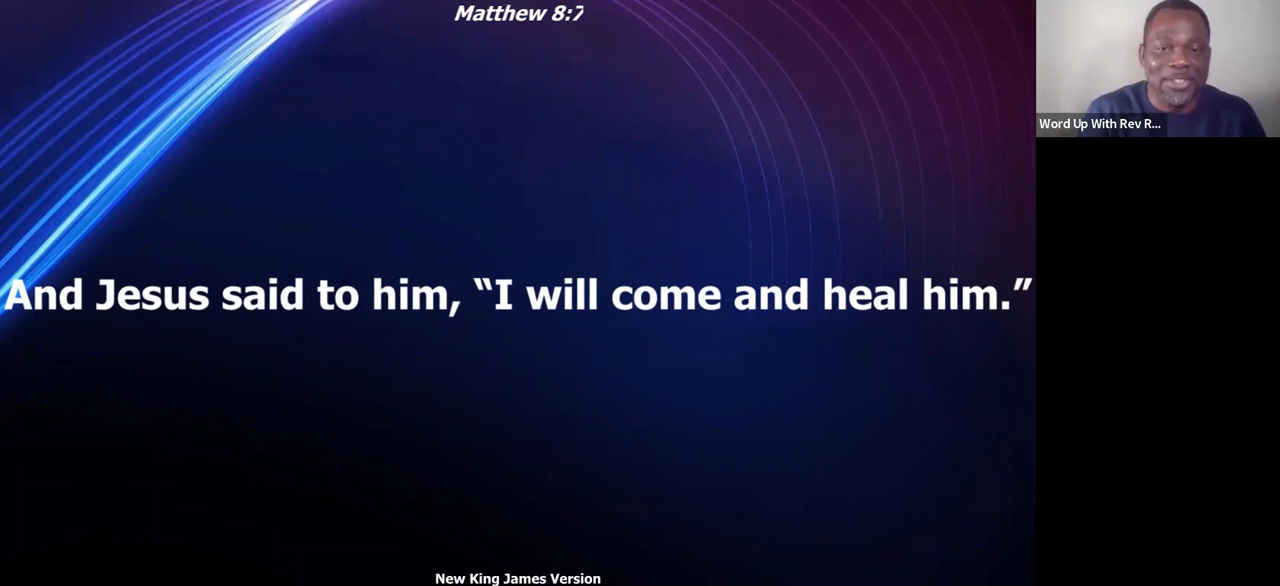 Matthew 8:7
Word Up With Rev R...
And Jesus said to him, “I will come and heal him.”
New King James Version